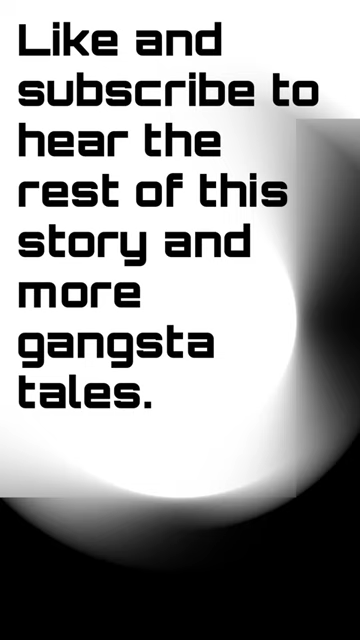 Like and
subscribe to
hear the
rest of this
story and
more
gangsta
tales.